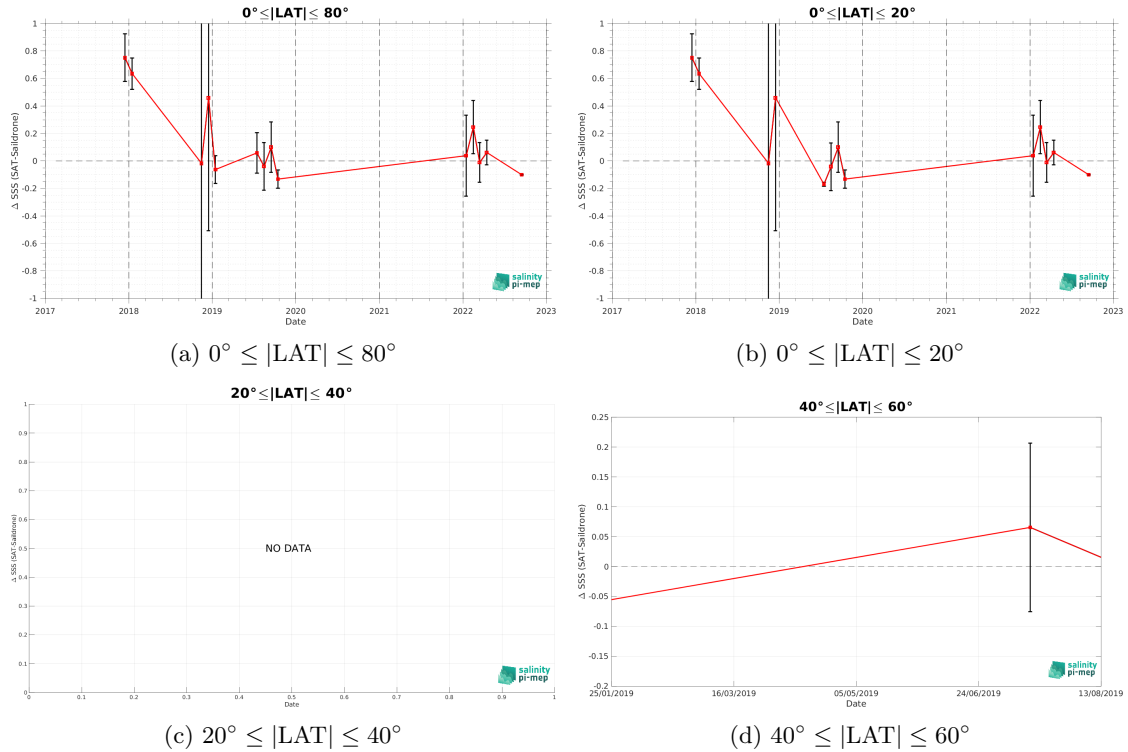 0°≤|LAT|≤ 80°
1
0.8
0.6
0.4
0.2
0
-0.2
-0.4
-0.6
-0.8
-1
Δ SSS (SAT-Saildrone)
2017 2018 2019 2020 2021 2022 2023
Date
salinity
pi-mep
(a) 0° ≤ |LAT| ≤ 80°
0°≤|LAT|≤ 20°
1
0.8
0.6
0.4
0.2
0
-0.2
-0.4
-0.6
-0.8
-1
Δ SSS (SAT-Saildrone)
2017 2018 2019 2020 2021 2022 2023
Date
salinity
pi-mep
(b) 0° ≤ |LAT| ≤ 20°
20°≤|LAT|≤ 40°
1
0.9
0.8
0.7
0.6
0.5
0.4
0.3
0.2
0.1
0
Δ SSS (SAT-Saildrone)
NO DATA
0 0.1 0.2 0.3 0.4 0.5 0.6 0.7 0.8 0.9 1
Date
salinity
pi-mep
(c) 20° ≤ |LAT| ≤ 40°
40°≤|LAT|≤ 60°
0.25
0.2
0.15
0.1
0.05
0
-0.05
-0.1
-0.15
-0.2
Δ SSS (SAT-Saildrone)
25/01/2019 16/03/2019 05/05/2019 24/06/2019 13/08/2019
Date
salinity
pi-mep
(d) 40° ≤ |LAT| ≤ 60°